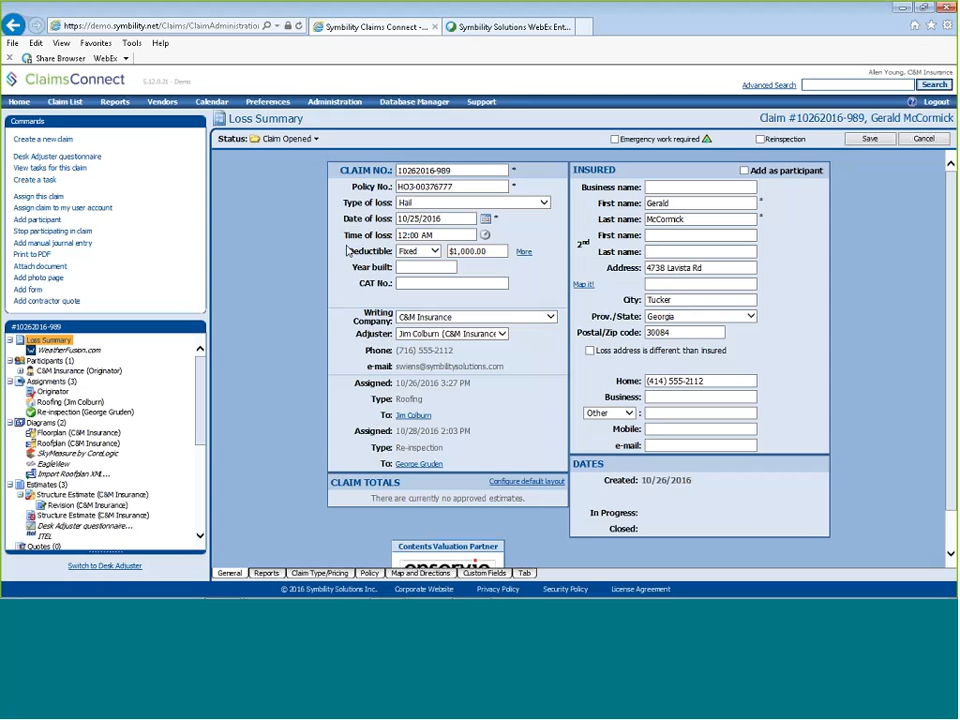 https://demo.symbility.net/Claims/ClaimAdministratio
Symbility Claims Connect -...
Symbility Solutions WebEx Ent...
File Edit View Favorites Tools Help
Share Browser WebEx
ClaimsConnect 5.12.0.21 - Demo
Allen Young, C&M Insurance
Advanced Search Search
Home Claim List Reports Vendors Calendar Preferences Administration Database Manager Support Logout
Commands
Create a new claim
Desk Adjuster questionnaire
View tasks for this claim
Create a task
Assign this claim
Assign claim to my user account
Add participant
Stop participating in claim
Add manual journal entry
Print to PDF
Attach document
Add photo page
Add form
Add contractor quote
#10262016-989
Loss Summary
WeatherFusion.com
Participants (1)
C&M Insurance (Originator)
Assignments (3)
Originator
Roofing (Jim Colburn)
Re-inspection (George Gruden)
Diagrams (2)
Floorplan (C&M Insurance)
Roofplan (C&M Insurance)
SkyMeasure by CoreLogic
EagleView
Import Roofplan XML...
Estimates (3)
Structure Estimate (C&M Insurance)
Revision (C&M Insurance)
Structure Estimate (C&M Insurance)
Desk Adjuster questionnaire...
ITEL
Quotes (0)
Switch to Desk Adjuster
Loss Summary
Claim #10262016-989, Gerald McCormick
Status: Claim Opened
Emergency work required
Reinspection
Save Cancel
CLAIM NO.: 10262016-989 *
Policy No.: HO3-00376777 *
Type of loss: Hail
Date of loss: 10/25/2016 *
Time of loss: 12:00 AM
Deductible: Fixed $1,000.00 More
Year built:
CAT No.:
Writing Company: C&M Insurance
Adjuster: Jim Colburn (C&M Insurance
Phone: (716) 555-2112
e-mail: swiens@symbilitysolutions.com
Assigned: 10/26/2016 3:27 PM
Type: Roofing
To: Jim Colburn
Assigned: 10/28/2016 2:03 PM
Type: Re-inspection
To: George Gruden
CLAIM TOTALS Configure default layout
There are currently no approved estimates.
Contents Valuation Partner
enservio
INSURED Add as participant
Business name:
First name: Gerald *
Last name: McCormick *
2nd
First name:
Last name:
Address: 4738 Lavista Rd
Map it!
City: Tucker
Prov./State: Georgia
Postal/Zip code: 30084
Loss address is different than insured
Home: (414) 555-2112
Business:
Other :
Mobile:
e-mail:
DATES
Created: 10/26/2016
In Progress:
Closed:
General Reports Claim Type/Pricing Policy Map and Directions Custom Fields Tab
© 2016 Symbility Solutions Inc. Corporate Website Privacy Policy Security Policy License Agreement